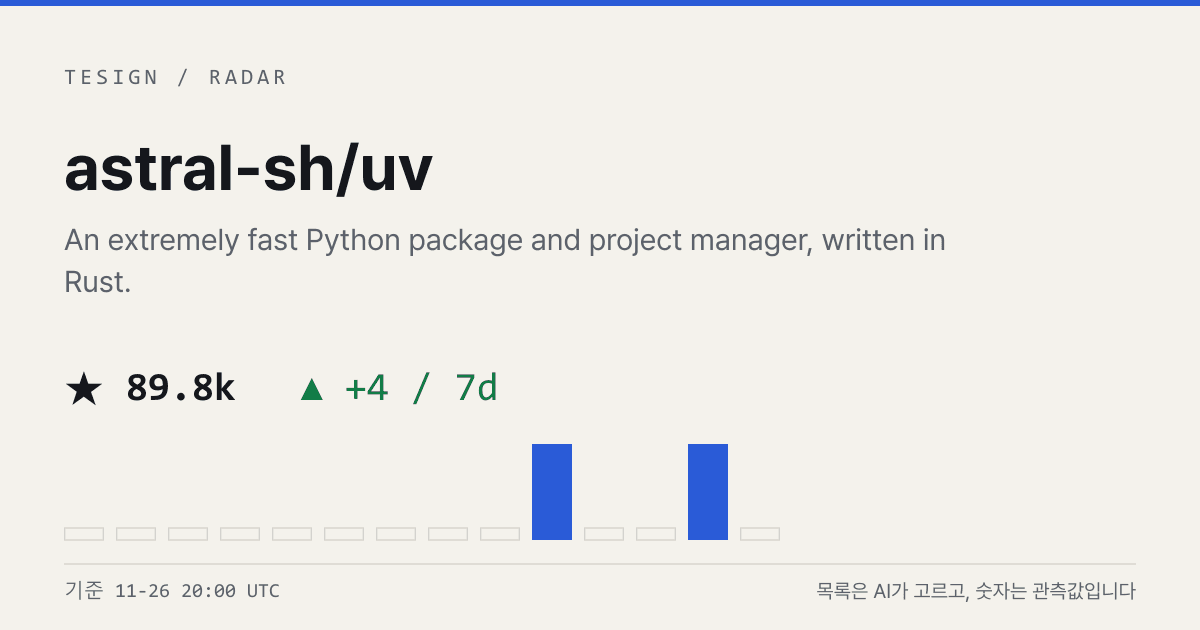 TESIGN / RADAR
astral-sh/uv
An extremely fast Python package and project manager, written in
Rust.
★ 89.8k ▲ +4 / 7d
기준 11-26 20:00 UTC
목록은 AI가 고르고, 숫자는 관측값입니다